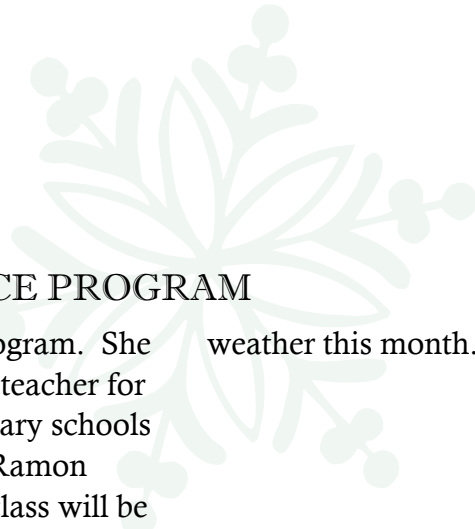 CE PROGRAM
ogram. She
teacher for
ary schools
Ramon
lass will be
weather this month.